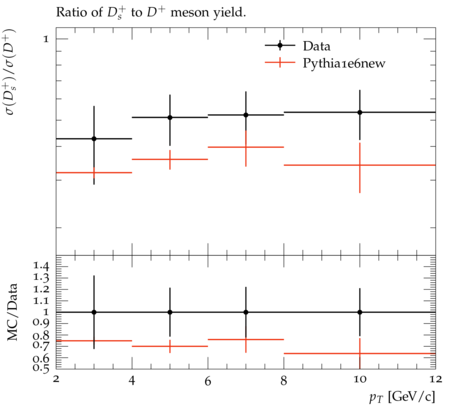 Ratio of D_s^+ to D^+ meson yield.
σ(D_s^+)/σ(D^+)
1
Data
Pythia1e6new
MC/Data
1.4
1.3
1.2
1.1
1
0.9
0.8
0.7
0.6
0.5
2 4 6 8 10 12
p_T [GeV/c]